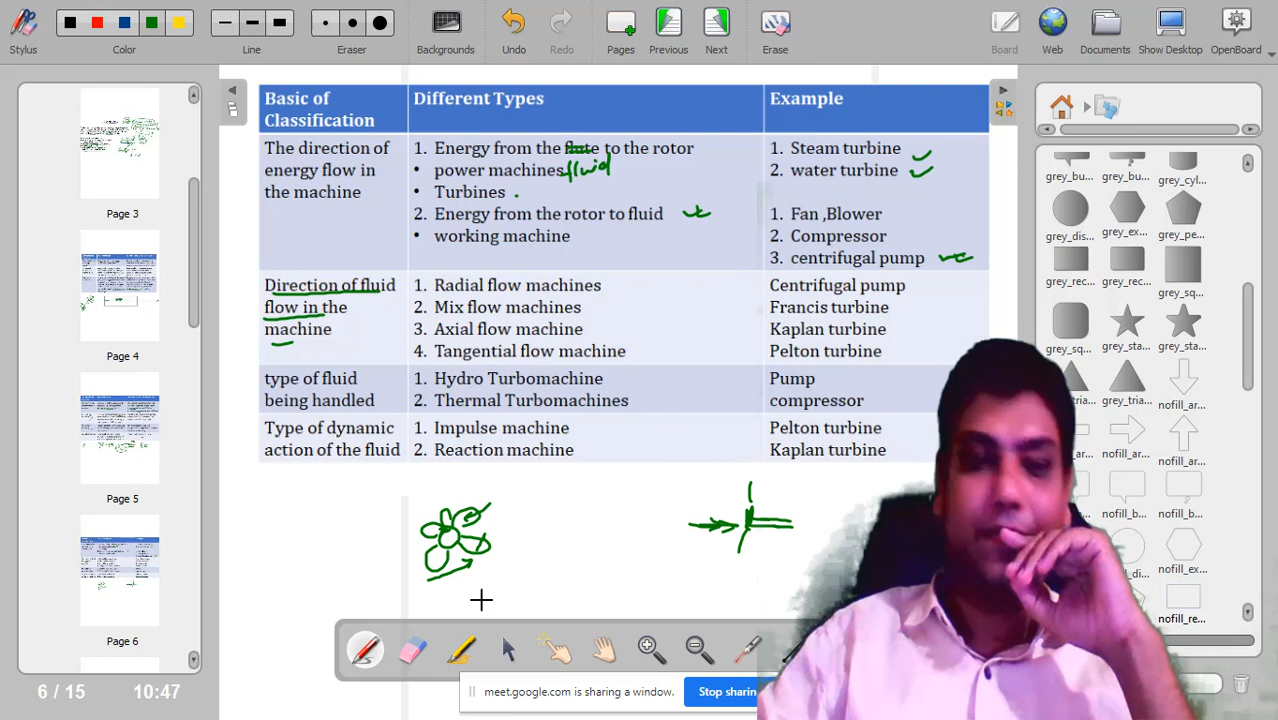 Stylus
Color
Line
Eraser
Backgrounds
Undo
Redo
Pages
Previous
Next
Erase
Board
Web
Documents
Show Desktop
OpenBoard
Page 3
Page 4
Page 5
Page 6
6 / 15
10:47
Basic of Classification
Different Types
Example
The direction of energy flow in the machine
1. Energy from the flute to the rotor
fluid
• power machines
• Turbines
2. Energy from the rotor to fluid
• working machine
1. Steam turbine
2. water turbine
1. Fan ,Blower
2. Compressor
3. centrifugal pump
Direction of fluid flow in the machine
1. Radial flow machines
2. Mix flow machines
3. Axial flow machine
4. Tangential flow machine
Centrifugal pump
Francis turbine
Kaplan turbine
Pelton turbine
type of fluid being handled
1. Hydro Turbomachine
2. Thermal Turbomachines
Pump
compressor
Type of dynamic action of the fluid
1. Impulse machine
2. Reaction machine
Pelton turbine
Kaplan turbine
grey_bu...
grey_bu...
grey_cyl...
grey_dis...
grey_ex...
grey_pe...
grey_rec...
grey_rec...
grey_sq...
grey_sq...
grey_sta...
grey_sta...
grey_tria...
nofill_ar...
nofill_ar...
nofill_ar...
nofill_re...
meet.google.com is sharing a window.
Stop sharin